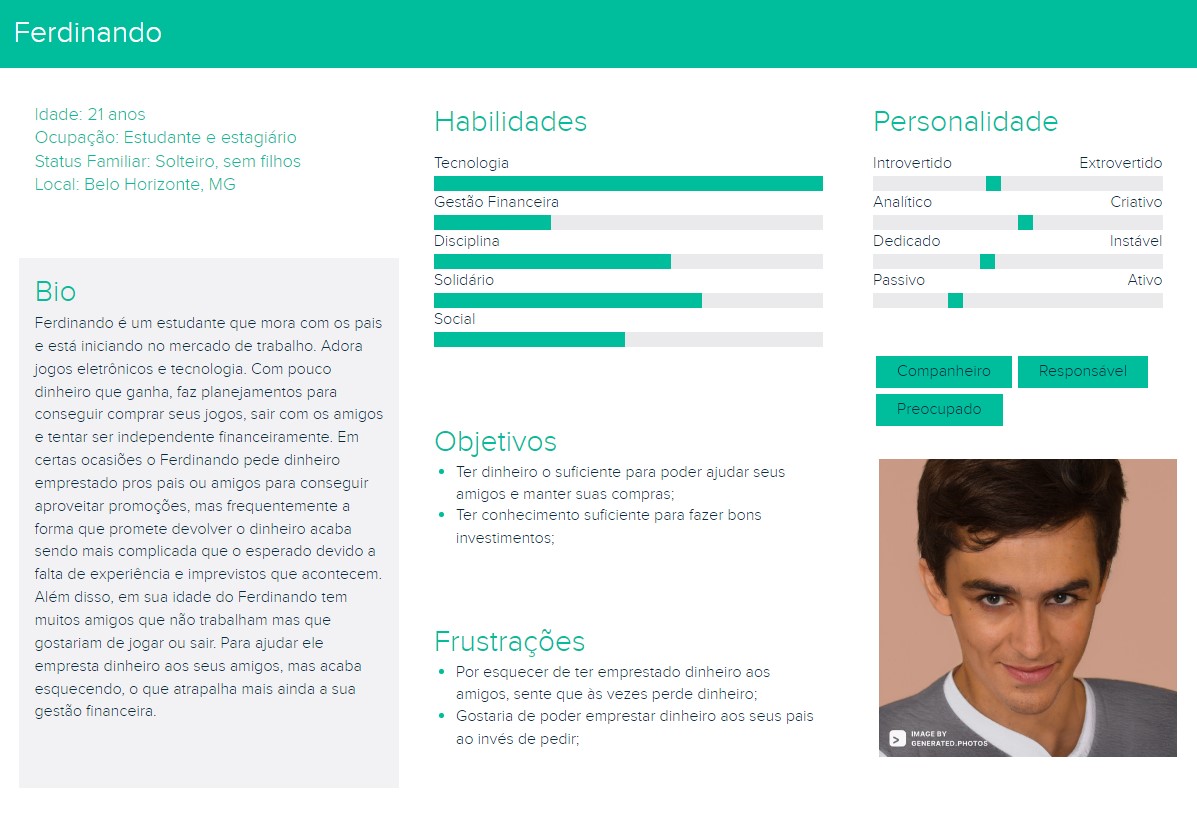 Ferdinando
Idade: 21 anos
Ocupação: Estudante e estagiário
Status Familiar: Solteiro, sem filhos
Local: Belo Horizonte, MG
Bio
Ferdinando é um estudante que mora com os pais
e está iniciando no mercado de trabalho. Adora
jogos eletrônicos e tecnologia. Com pouco
dinheiro que ganha, faz planejamentos para
conseguir comprar seus jogos, sair com os amigos
e tentar ser independente financeiramente. Em
certas ocasiões o Ferdinando pede dinheiro
emprestado pros pais ou amigos para conseguir
aproveitar promoções, mas frequentemente a
forma que promete devolver o dinheiro acaba
sendo mais complicada que o esperado devido a
falta de experiência e imprevistos que acontecem.
Além disso, em sua idade do Ferdinando tem
muitos amigos que não trabalham mas que
gostariam de jogar ou sair. Para ajudar ele
empresta dinheiro aos seus amigos, mas acaba
esquecendo, o que atrapalha mais ainda a sua
gestão financeira.
Habilidades
Tecnologia
Gestão Financeira
Disciplina
Solidário
Social
Objetivos
• Ter dinheiro o suficiente para poder ajudar seus
amigos e manter suas compras;
• Ter conhecimento suficiente para fazer bons
investimentos;
Frustrações
• Por esquecer de ter emprestado dinheiro aos
amigos, sente que às vezes perde dinheiro;
• Gostaria de poder emprestar dinheiro aos seus pais
ao invés de pedir;
Personalidade
Introvertido Extrovertido
Analítico Criativo
Dedicado Instável
Passivo Ativo
Companheiro Responsável
Preocupado
IMAGE BY
GENERATED.PHOTOS